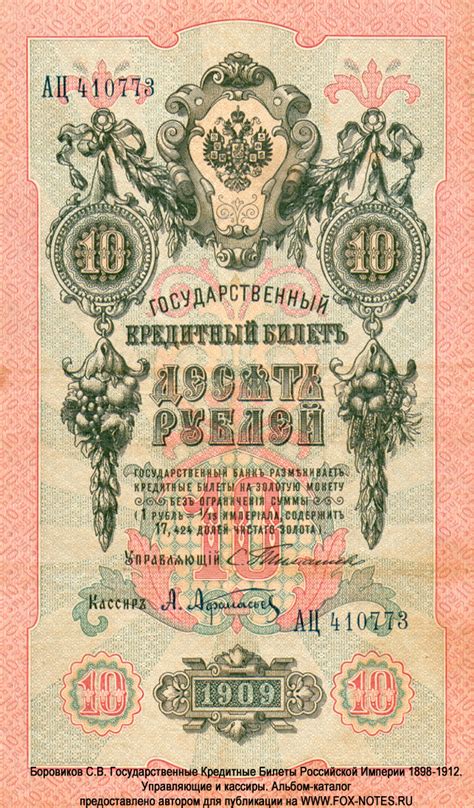 АЦ 410773
10 10
ГОСУДАРСТВЕННЫЙ
КРЕДИТНЫЙ БИЛЕТЪ
ДЕСЯТЬ
РУБЛЕЙ
ГОСУДАРСТВЕННЫЙ БАНКЪ РАЗМѢНИВАЕТЪ
КРЕДИТНЫЕ БИЛЕТЫ НА ЗОЛОТУЮ МОНЕТУ
БЕЗЪ ОГРАНИЧЕНІЯ СУММЫ
(1 РУБЛЬ = 1/15 ИМПЕРІАЛА, СОДЕРЖИТЪ
17,424 ДОЛЕЙ ЧИСТАГО ЗОЛОТА)
10
УПРАВЛЯЮЩІЙ С. Тимашевъ
КАССИРЪ А. Афанасьевъ
АЦ 410773
10 1909 10
Боровиков С.В. Государственные Кредитные Билеты Российской Империи 1898-1912.
Управляющие и кассиры. Альбом-каталог
предоставлено автором для публикации на WWW.FOX-NOTES.RU